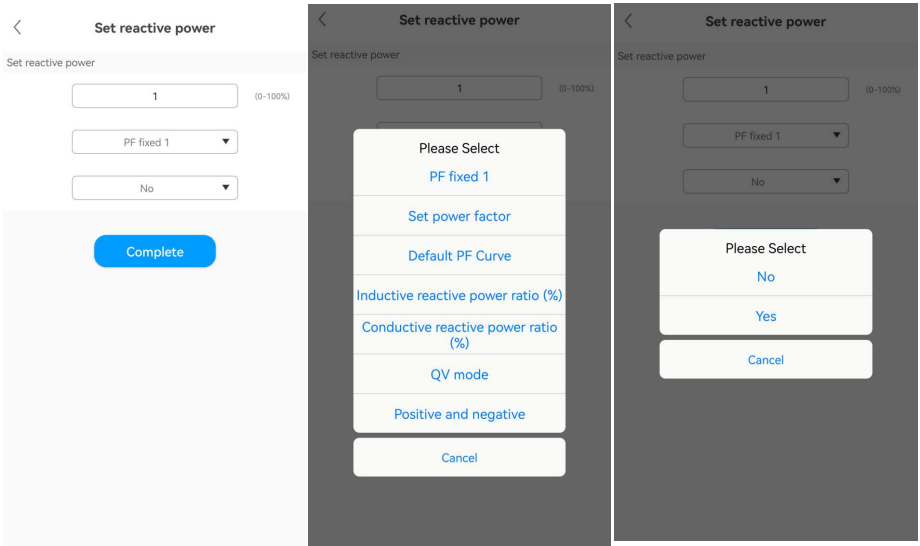 Set reactive power
Set reactive power
1
(0~100%)
PF fixed 1
No
Complete
Set reactive power
Set reactive power
1
(0~100%)
Please Select
PF fixed 1
Set power factor
Default PF Curve
Inductive reactive power ratio (%)
Conductive reactive power ratio
(%)
QV mode
Positive and negative
Cancel
Set reactive power
Set reactive power
1
(0~100%)
PF fixed 1
No
Please Select
No
Yes
Cancel